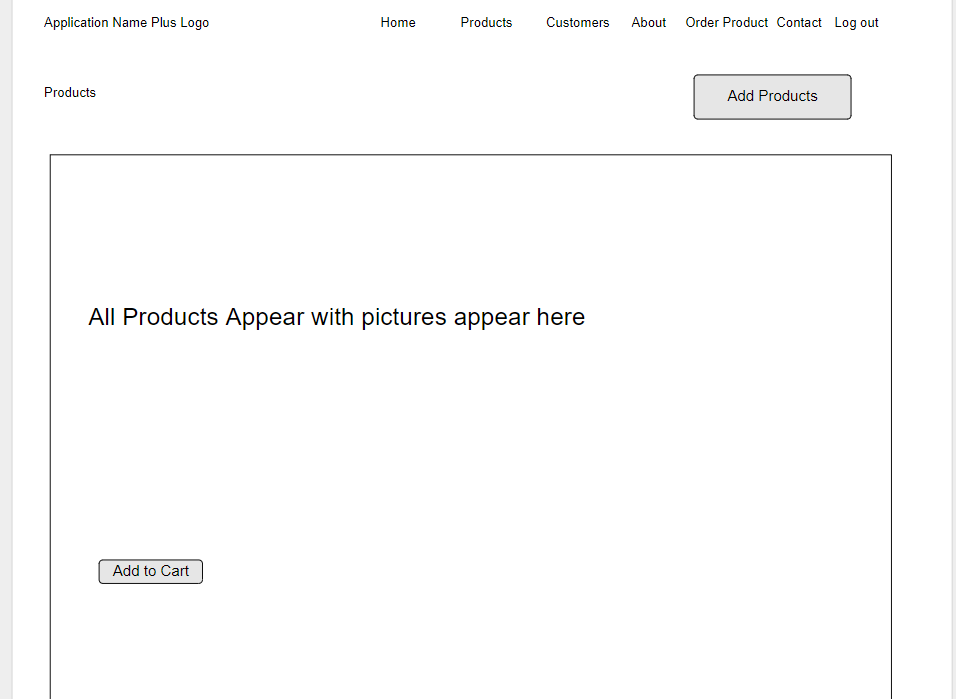 Application Name Plus Logo Home Products Customers About Order Product Contact Log out
Products Add Products
All Products Appear with pictures appear here
Add to Cart